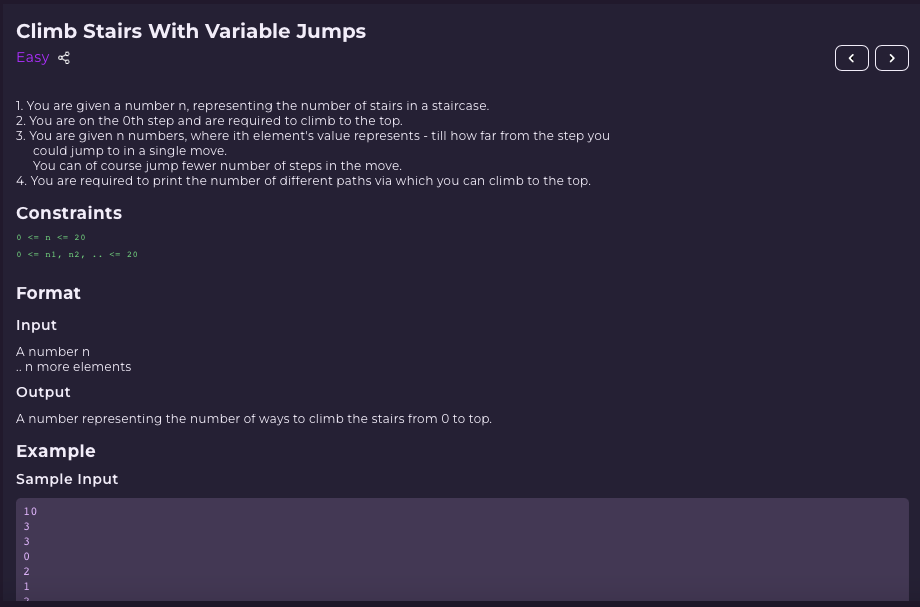 Climb Stairs With Variable Jumps
Easy
1. You are given a number n, representing the number of stairs in a staircase.
2. You are on the 0th step and are required to climb to the top.
3. You are given n numbers, where ith element's value represents - till how far from the step you
could jump to in a single move.
You can of course jump fewer number of steps in the move.
4. You are required to print the number of different paths via which you can climb to the top.
Constraints
0 <= n <= 20
0 <= n1, n2, .. <= 20
Format
Input
A number n
.. n more elements
Output
A number representing the number of ways to climb the stairs from 0 to top.
Example
Sample Input
10
3
3
0
2
1